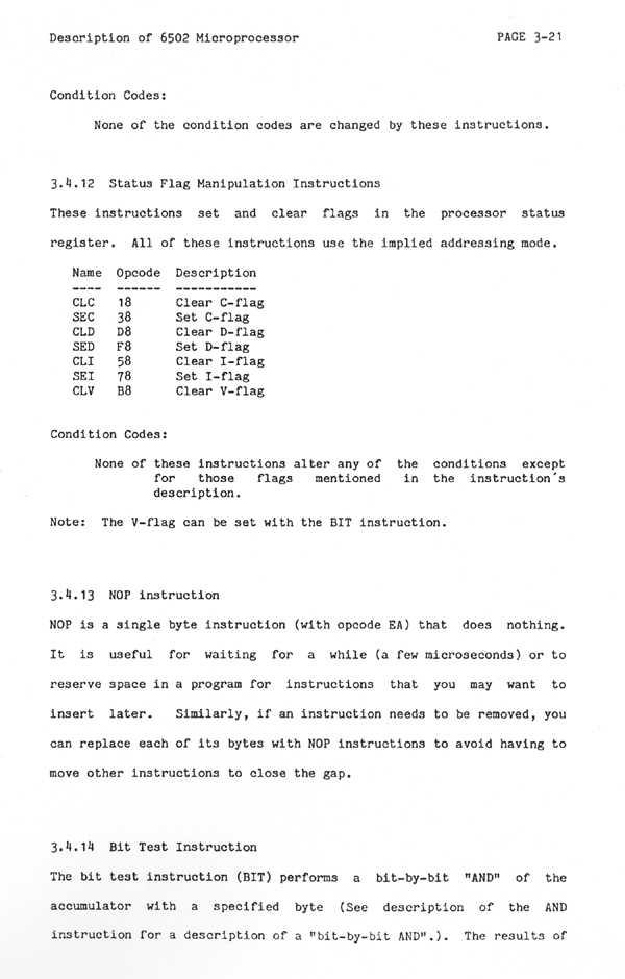 Description of 6502 Microprocessor PAGE 3-21
Condition Codes:
None of the condition codes are changed by these instructions.
3.4.12 Status Flag Manipulation Instructions
These instructions set and clear flags in the processor status
register. All of these instructions use the implied addressing mode.
Name Opcode Description
---- ------ -----------
CLC 18 Clear C-flag
SEC 38 Set C-flag
CLD D8 Clear D-flag
SED F8 Set D-flag
CLI 58 Clear I-flag
SEI 78 Set I-flag
CLV B8 Clear V-flag
Condition Codes:
None of these instructions alter any of the conditions except
for those flags mentioned in the instruction's
description.
Note: The V-flag can be set with the BIT instruction.
3.4.13 NOP instruction
NOP is a single byte instruction (with opcode EA) that does nothing.
It is useful for waiting for a while (a few microseconds) or to
reserve space in a program for instructions that you may want to
insert later. Similarly, if an instruction needs to be removed, you
can replace each of its bytes with NOP instructions to avoid having to
move other instructions to close the gap.
3.4.14 Bit Test Instruction
The bit test instruction (BIT) performs a bit-by-bit "AND" of the
accumulator with a specified byte (See description of the AND
instruction for a description of a "bit-by-bit AND".). The results of